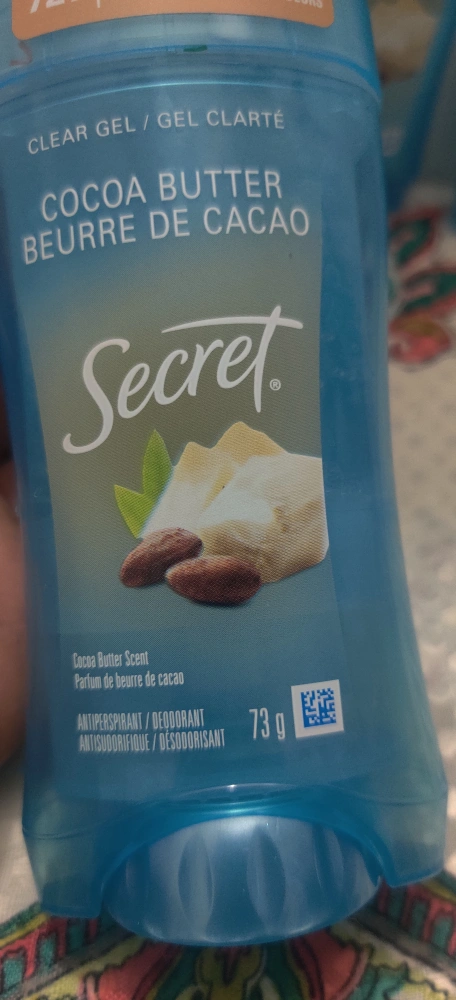 CLEAR GEL / GEL CLARTÉ
COCOA BUTTER
BEURRE DE CACAO
Secret®
Cocoa Butter Scent
Parfum de beurre de cacao
ANTIPERSPIRANT / DEODORANT
ANTISUDORIFIQUE / DÉSODORISANT
73 g